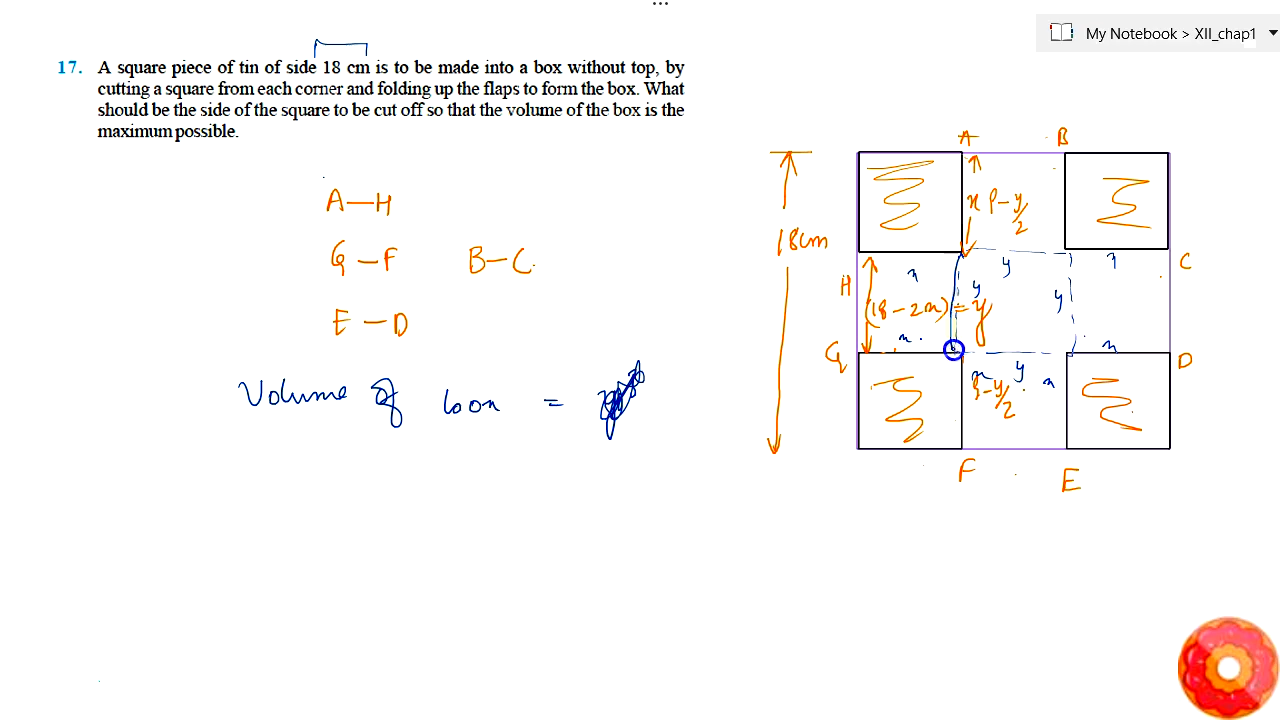 ...
My Notebook > XII_chap1
17. A square piece of tin of side 18 cm is to be made into a box without top, by
cutting a square from each corner and folding up the flaps to form the box. What
should be the side of the square to be cut off so that the volume of the box is the
maximum possible.
A—H
G—F B—C
E—D
Volume of box =
A B
18cm
x
y/2
x y x
H y y C
(18-2x) = y
x x
G D
x y x
y/2
F E